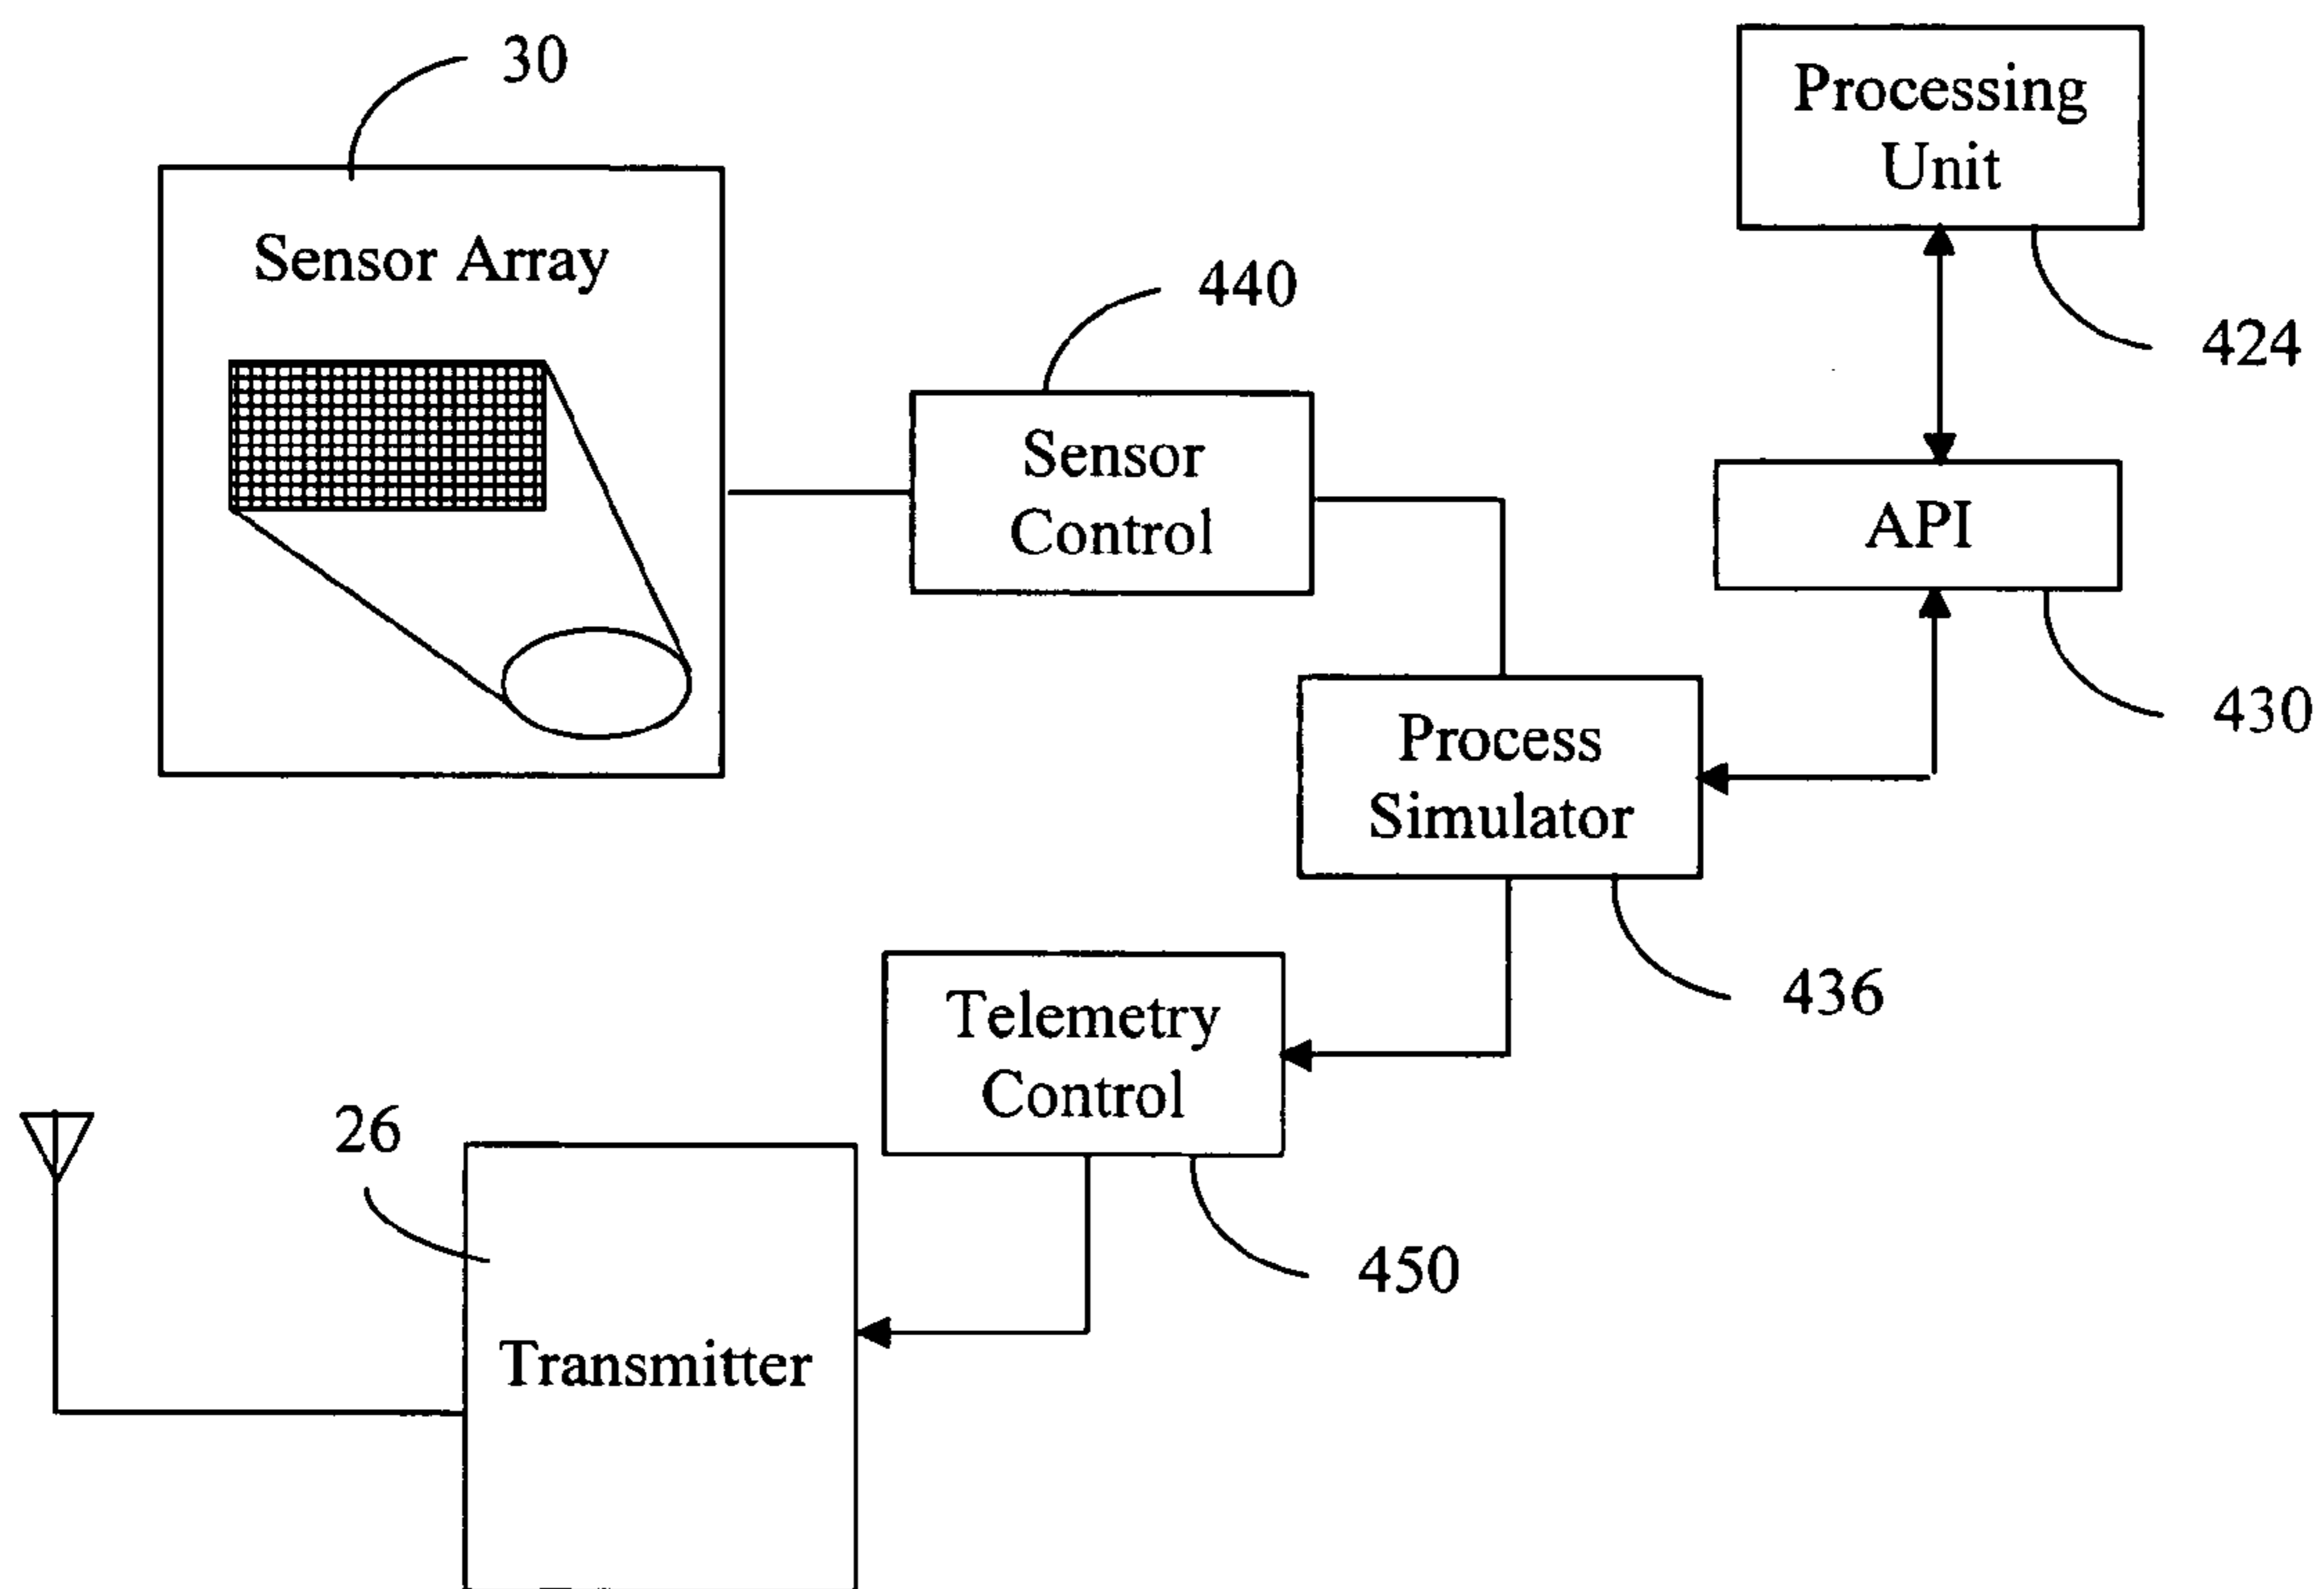 30
Processing
Unit
Sensor Array
440
424
Sensor
Control
API
430
Process
Simulator
436
Telemetry
Control
26
450
Transmitter